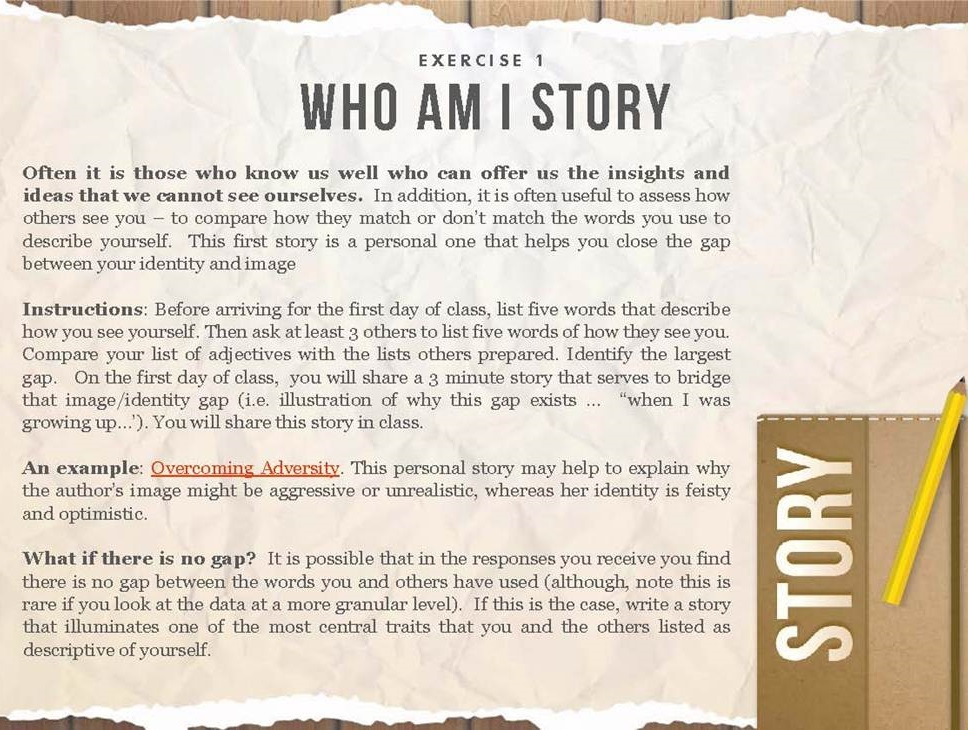 EXERCISE 1
WHO AM I STORY
Often it is those who know us well who can offer us the insights and
ideas that we cannot see ourselves.  In addition, it is often useful to assess how
others see you – to compare how they match or don't match the words you use to
describe yourself.  This first story is a personal one that helps you close the gap
between your identity and image
Instructions: Before arriving for the first day of class, list five words that describe
how you see yourself. Then ask at least 3 others to list five words of how they see you.
Compare your list of adjectives with the lists others prepared. Identify the largest
gap.  On the first day of class,  you will share a 3 minute story that serves to bridge
that image/identity gap (i.e. illustration of why this gap exists ...  “when I was
growing up...'). You will share this story in class.
An example: Overcoming Adversity. This personal story may help to explain why
the author's image might be aggressive or unrealistic, whereas her identity is feisty
and optimistic.
What if there is no gap?  It is possible that in the responses you receive you find
there is no gap between the words you and others have used (although, note this is
rare if you look at the data at a more granular level).  If this is the case, write a story
that illuminates one of the most central traits that you and the others listed as
descriptive of yourself.
STORY